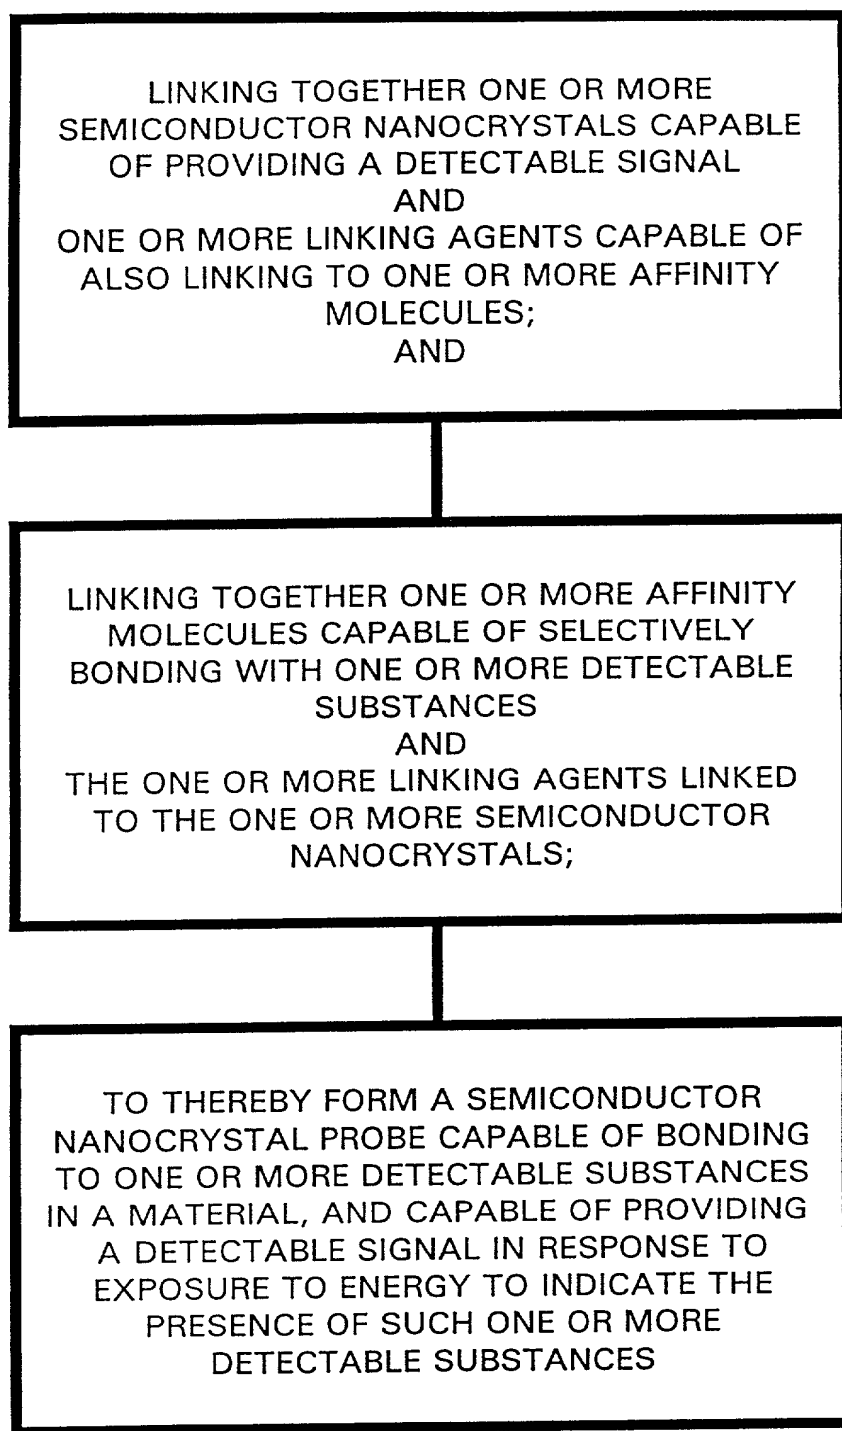 LINKING TOGETHER ONE OR MORE
SEMICONDUCTOR NANOCRYSTALS CAPABLE
OF PROVIDING A DETECTABLE SIGNAL
AND
ONE OR MORE LINKING AGENTS CAPABLE OF
ALSO LINKING TO ONE OR MORE AFFINITY
MOLECULES;
AND
LINKING TOGETHER ONE OR MORE AFFINITY
MOLECULES CAPABLE OF SELECTIVELY
BONDING WITH ONE OR MORE DETECTABLE
SUBSTANCES
AND
THE ONE OR MORE LINKING AGENTS LINKED
TO THE ONE OR MORE SEMICONDUCTOR
NANOCRYSTALS;
TO THEREBY FORM A SEMICONDUCTOR
NANOCRYSTAL PROBE CAPABLE OF BONDING
TO ONE OR MORE DETECTABLE SUBSTANCES
IN A MATERIAL, AND CAPABLE OF PROVIDING
A DETECTABLE SIGNAL IN RESPONSE TO
EXPOSURE TO ENERGY TO INDICATE THE
PRESENCE OF SUCH ONE OR MORE
DETECTABLE SUBSTANCES